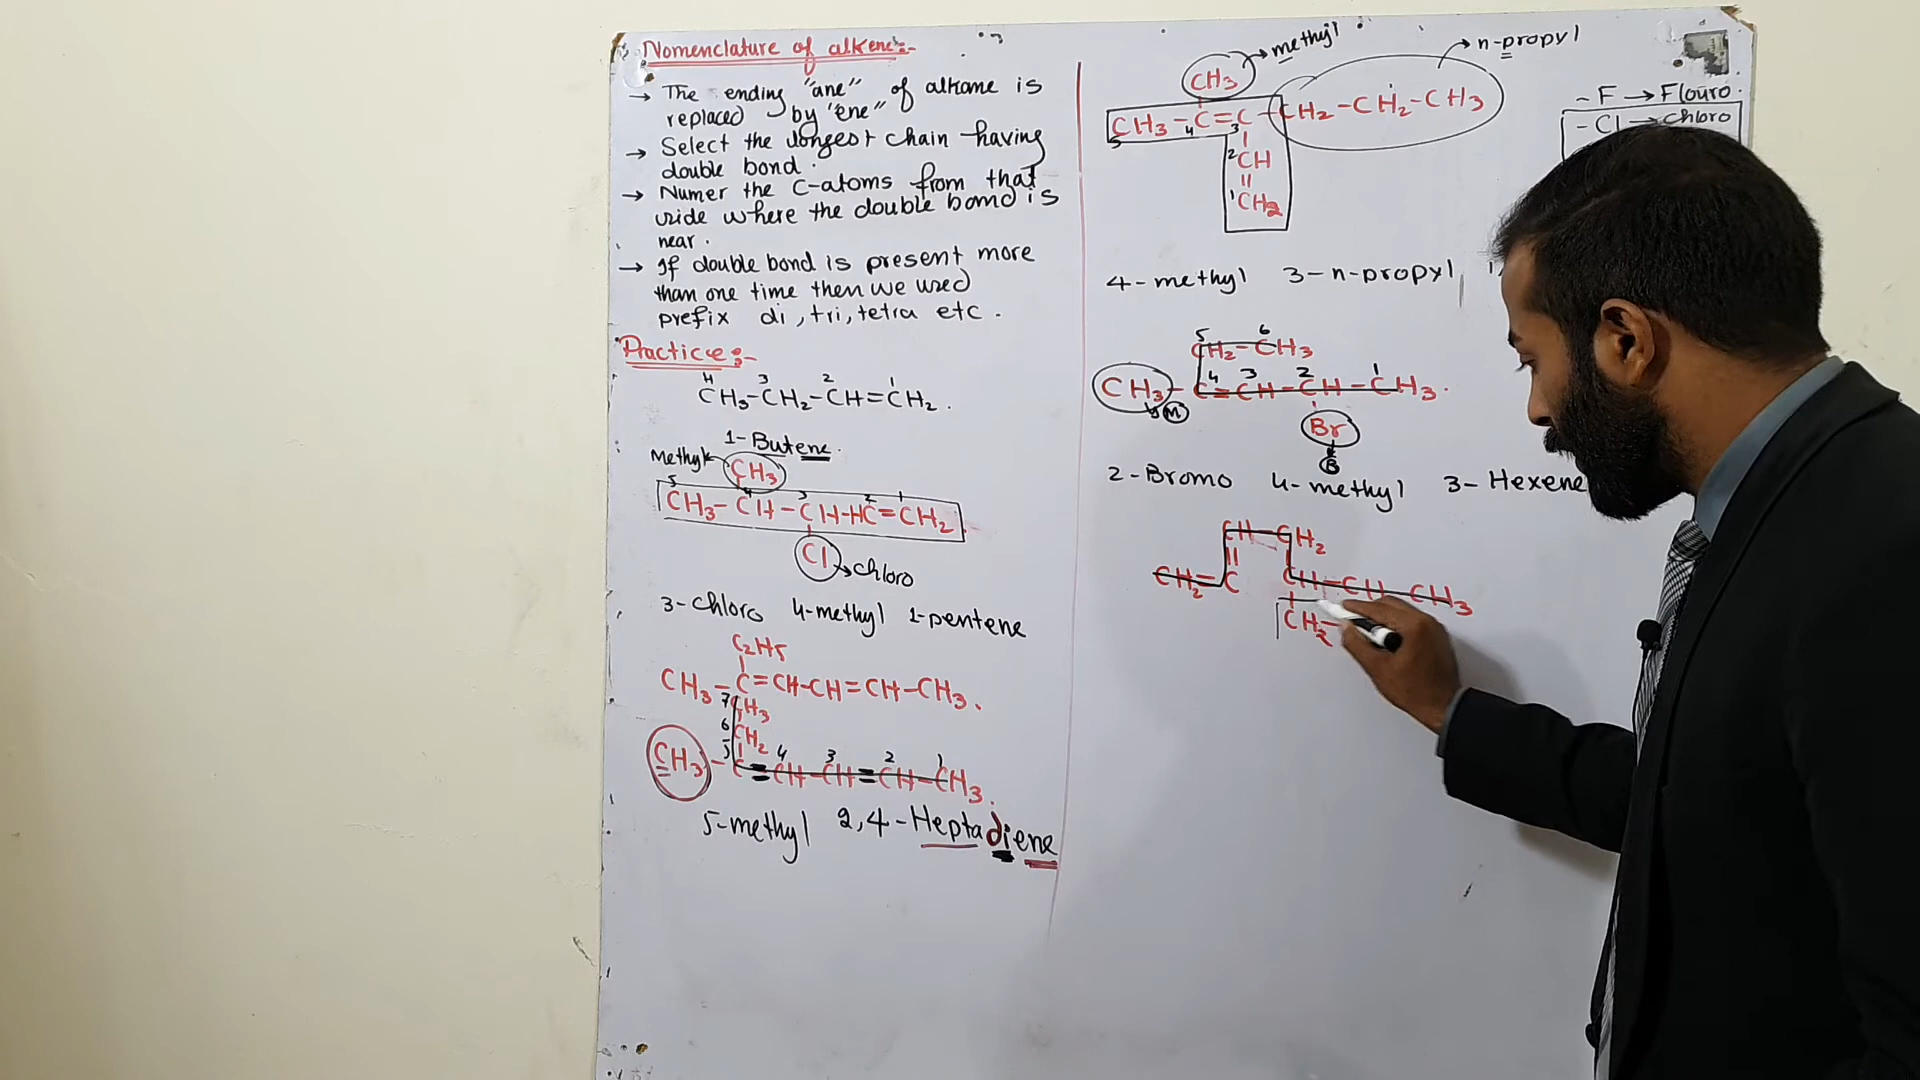 Nomenclature of alkene:-
→ The ending "ane" of alkane is
replaced by "ene"
→ Select the longest chain having
double bond.
→ Numer the C-atoms from that
side where the double bond is
near.
→ If double bond is present more
than one time then we used
prefix di, tri, tetra etc.
Practice:-
4 3 2 1
CH3-CH2-CH=CH2.
1-Butene.
Methyl CH3
5 4 3 2 1
CH3-CH-CH-HC=CH2
Cl → chloro
3-chloro 4-methyl 1-pentene
C2H5
CH3-C=CH-CH=CH-CH3.
7 CH3
6 CH2
5 4 3 2 1
CH3-C=CH-CH=CH-CH3.
5-methyl 2,4-Heptadiene
CH3 → methyl
→ n-propyl
CH3-C=C-CH2-CH2-CH3
5 4 3
2 CH
1 CH2
4-methyl 3-n-propyl
5 6
CH2-CH3
4 3 2 1
CH3-C=CH-CH-CH3.
M
Br
B
2-Bromo 4-methyl 3-Hexene
CH-CH2
CH2=C CH-CH-CH3
CH2-
-F → Flouro.
-Cl → chloro